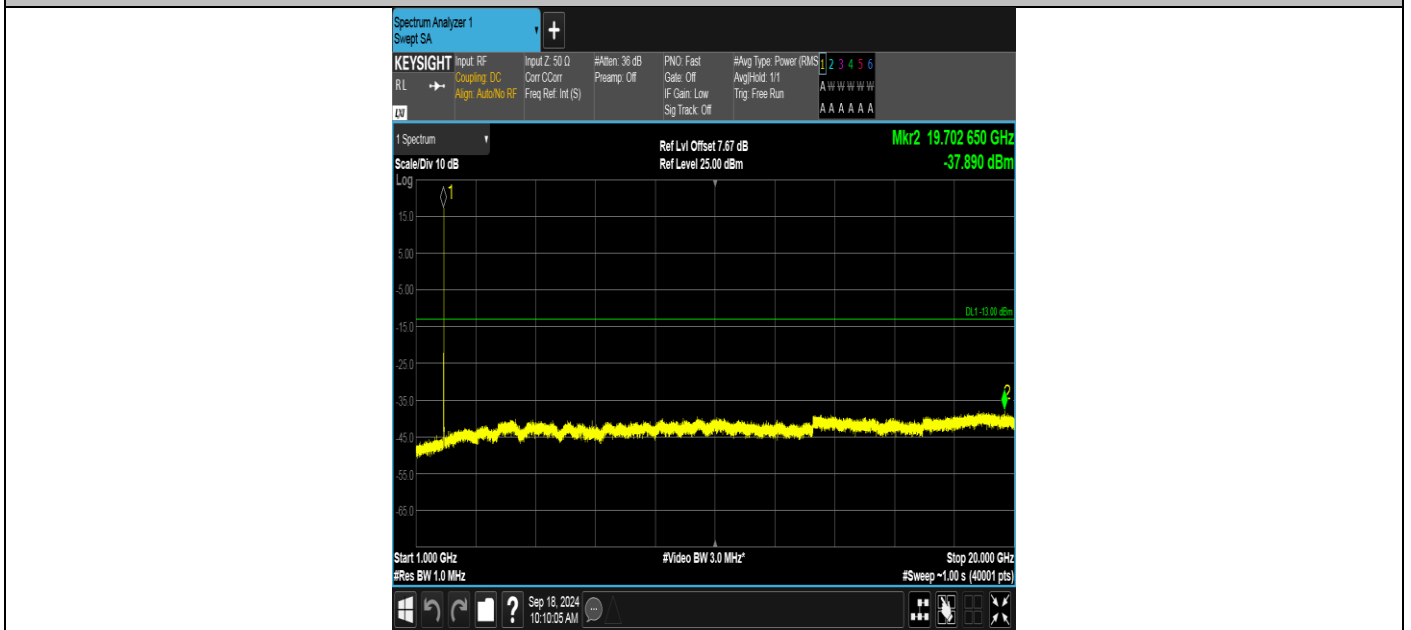 Spectrum Analyzer 1
Swept SA
+
KEYSIGHT
RL
LXI
Input: RF
Coupling: DC
Align: Auto/No RF
Input Z: 50 Ω
Corr CCorr
Freq Ref: Int (S)
#Atten: 36 dB
Preamp: Off
PNO: Fast
Gate: Off
IF Gain: Low
Sig Track: Off
#Avg Type: Power (RMS
Avg|Hold: 1/1
Trig: Free Run
1 2 3 4 5 6
A W W W W W
A A A A A A
1 Spectrum
Scale/Div 10 dB
Log
Ref Lvl Offset 7.67 dB
Ref Level 25.00 dBm
Mkr2 19.702 650 GHz
-37.890 dBm
1
15.0
5.00
-5.00
DL1 -13.00 dBm
-15.0
-25.0
2
-35.0
-45.0
-55.0
-65.0
Start 1.000 GHz
#Res BW 1.0 MHz
#Video BW 3.0 MHz*
Stop 20.000 GHz
#Sweep ~1.00 s (40001 pts)
?
Sep 18, 2024
10:10:05 AM